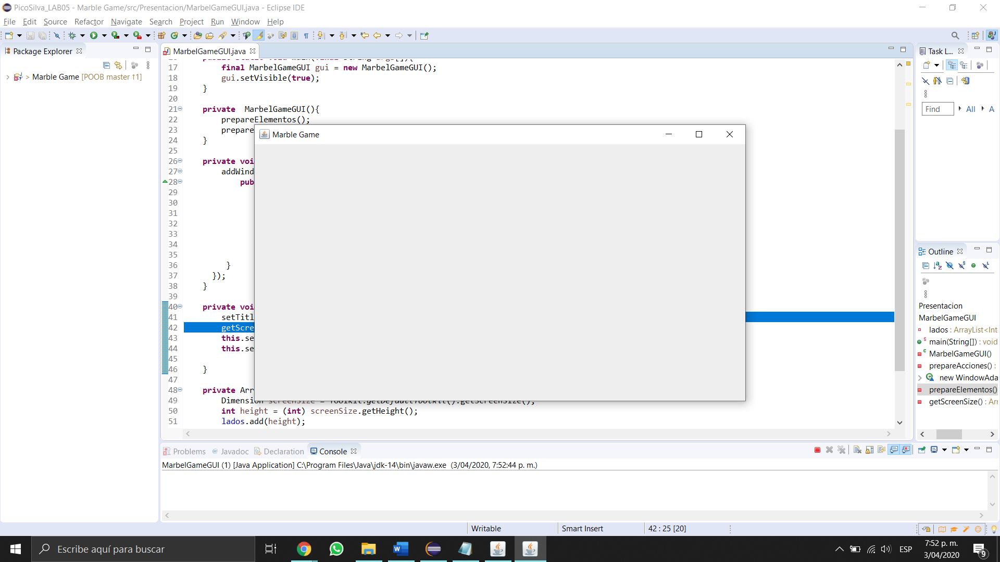 PicoSilva_LAB05 - Marble Game/src/Presentacion/MarbelGameGUI.java - Eclipse IDE
File Edit Source Refactor Navigate Search Project Run Window Help
Package Explorer
> Marble Game [POOB master ↑1]
MarbelGameGUI.java
17 final MarbelGameGUI gui = new MarbelGameGUI();
18 gui.setVisible(true);
19 }
20
21 private  MarbelGameGUI(){
22 prepareElementos();
23 prepare
24 }
25
26 private voi
27 addWind
28 pub
29
30
31
32
33
34
35
36 }
37 });
38 }
39
40 private voi
41 setTitl
42 getScre
43 this.se
44 this.se
45
46 }
47
48 private Arr
49 Dimension screenSize = Toolkit.getDefaultToolkit().getScreenSize();
50 int height = (int) screenSize.getHeight();
51 lados.add(height);
Marble Game
Task L...
Find All A
Outline
Presentacion
MarbelGameGUI
lados : ArrayList<Int
main(String[]) : void
MarbelGameGUI()
prepareAcciones() :
new WindowAda
prepareElementos()
getScreenSize() : Arr
Problems @ Javadoc Declaration Console
MarbelGameGUI (1) [Java Application] C:\Program Files\Java\jdk-14\bin\javaw.exe  (3/04/2020, 7:52:44 p. m.)
Writable Smart Insert 42 : 25 [20]
Escribe aquí para buscar
ESP
7:52 p. m.
3/04/2020
9